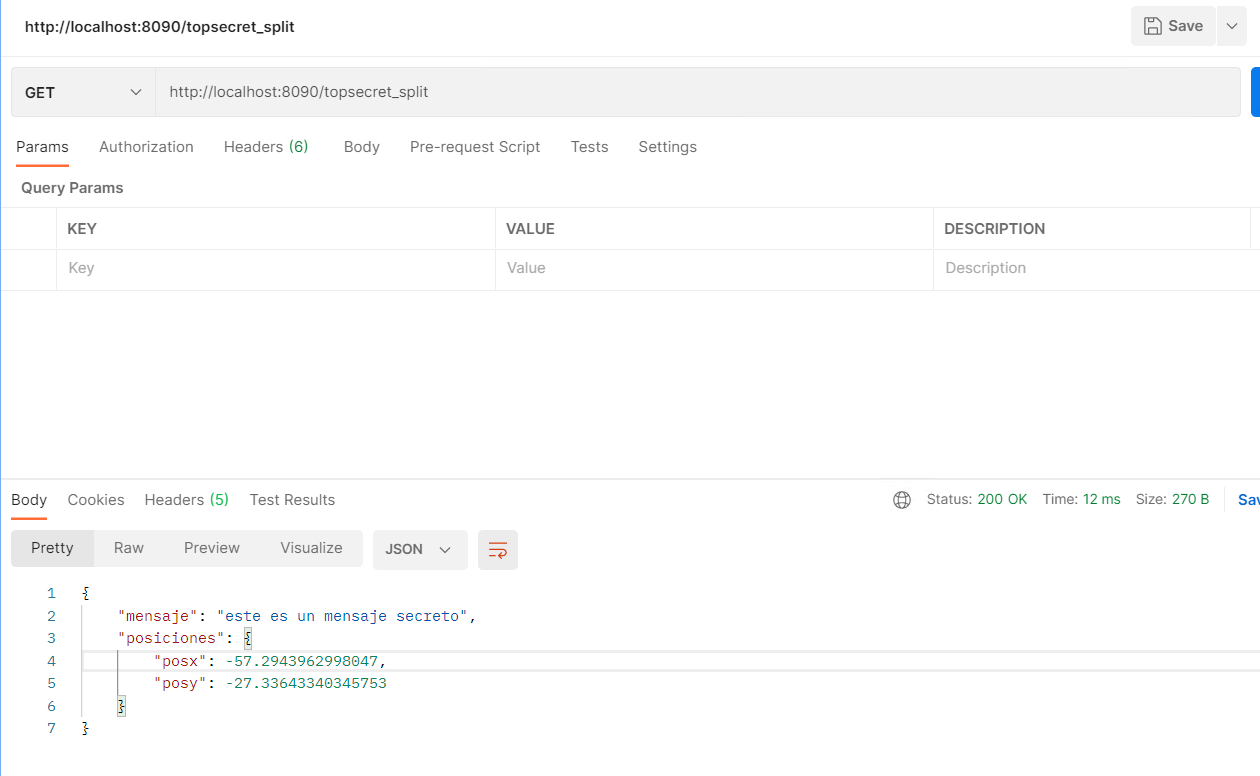 http://localhost:8090/topsecret_split
Save
GET
http://localhost:8090/topsecret_split
Params Authorization Headers (6) Body Pre-request Script Tests Settings
Query Params
KEY VALUE DESCRIPTION
Key Value Description
Body Cookies Headers (5) Test Results Status: 200 OK Time: 12 ms Size: 270 B Sav
Pretty Raw Preview Visualize JSON
1 {
2 "mensaje": "este es un mensaje secreto",
3 "posiciones": {
4 "posx": -57.2943962998047,
5 "posy": -27.33643340345753
6 }
7 }